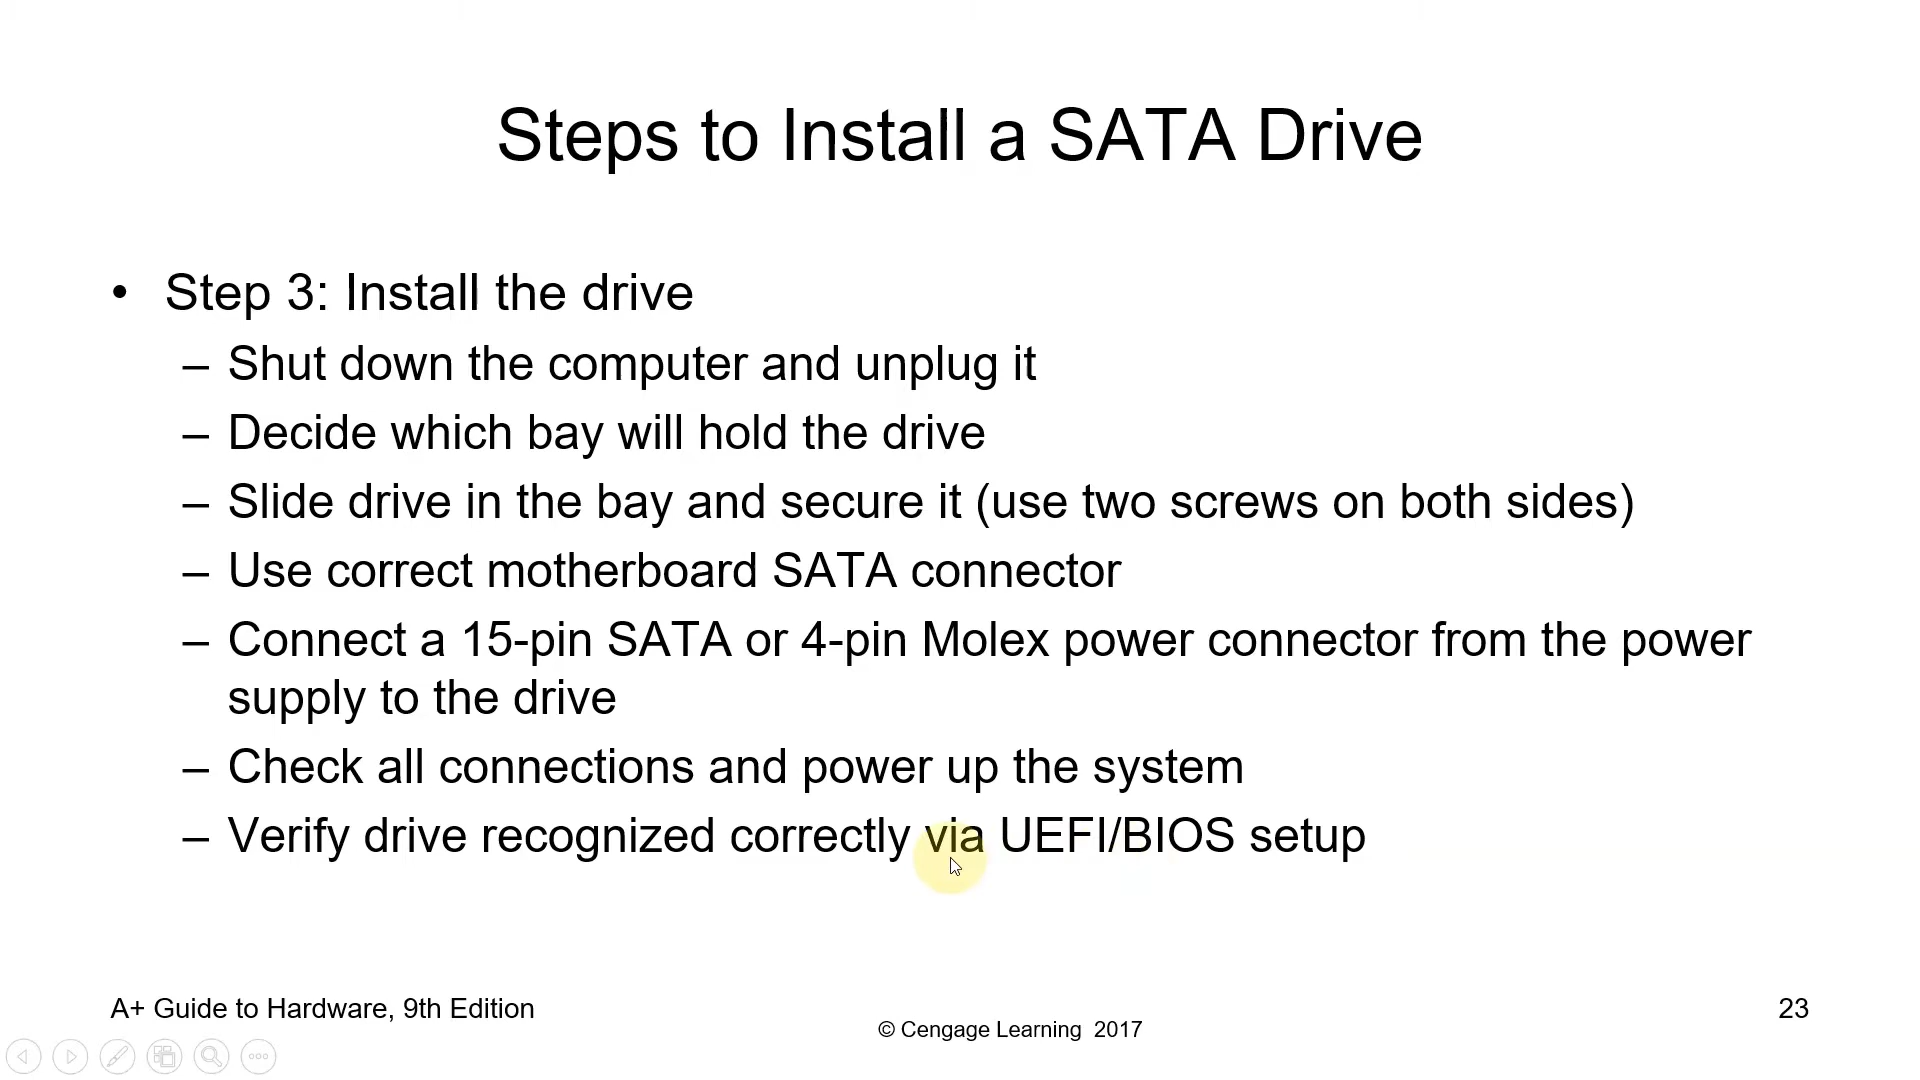 Steps to Install a SATA Drive
• Step 3: Install the drive
– Shut down the computer and unplug it
– Decide which bay will hold the drive
– Slide drive in the bay and secure it (use two screws on both sides)
– Use correct motherboard SATA connector
– Connect a 15-pin SATA or 4-pin Molex power connector from the power
supply to the drive
– Check all connections and power up the system
– Verify drive recognized correctly via UEFI/BIOS setup
A+ Guide to Hardware, 9th Edition
© Cengage Learning 2017
23